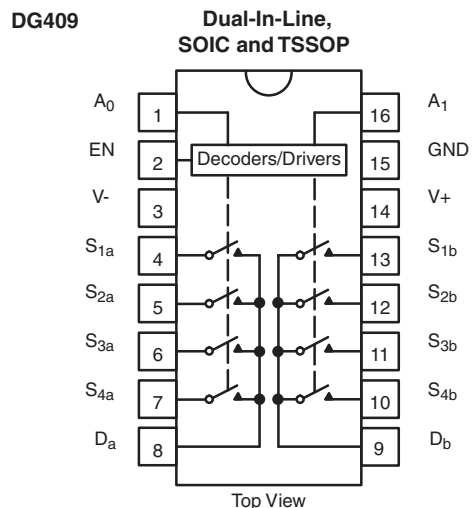 DG409
Dual-In-Line,
SOIC and TSSOP
A0 1 16 A1
EN 2 Decoders/Drivers 15 GND
V- 3 14 V+
S1a 4 13 S1b
S2a 5 12 S2b
S3a 6 11 S3b
S4a 7 10 S4b
Da 8 9 Db
Top View